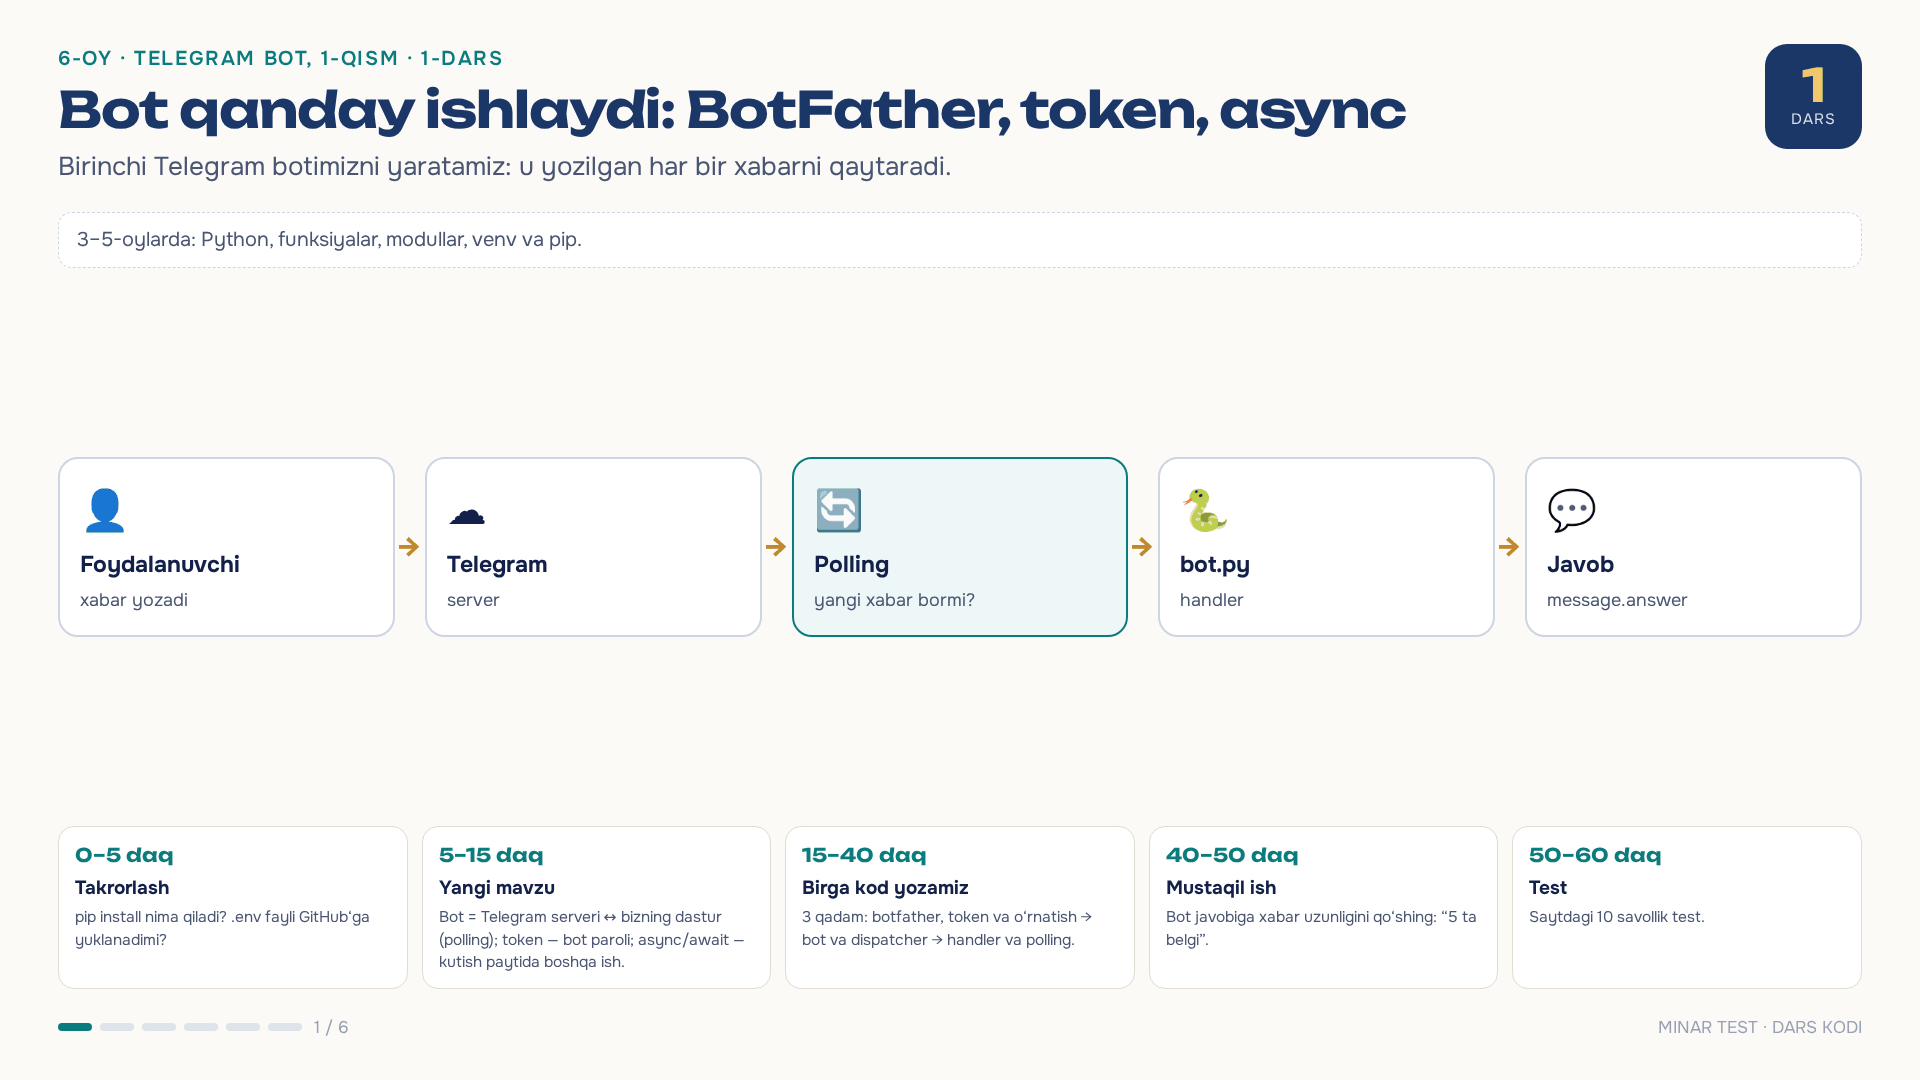 6-OY · TELEGRAM BOT, 1-QISM · 1-DARS
Bot qanday ishlaydi: BotFather, token, async
Birinchi Telegram botimizni yaratamiz: u yozilgan har bir xabarni qaytaradi.
1
DARS
3–5-oylarda: Python, funksiyalar, modullar, venv va pip.
Foydalanuvchi
xabar yozadi
→
Telegram
server
→
Polling
yangi xabar bormi?
→
bot.py
handler
→
Javob
message.answer
0–5 daq
Takrorlash
pip install nima qiladi? .env fayli GitHub‘ga
yuklanadimi?
5–15 daq
Yangi mavzu
Bot = Telegram serveri ↔ bizning dastur
(polling); token — bot paroli; async/await —
kutish paytida boshqa ish.
15–40 daq
Birga kod yozamiz
3 qadam: botfather, token va o‘rnatish →
bot va dispatcher → handler va polling.
40–50 daq
Mustaqil ish
Bot javobiga xabar uzunligini qo‘shing: “5 ta
belgi”.
50–60 daq
Test
Saytdagi 10 savollik test.
1 / 6
MINAR TEST · DARS KODI